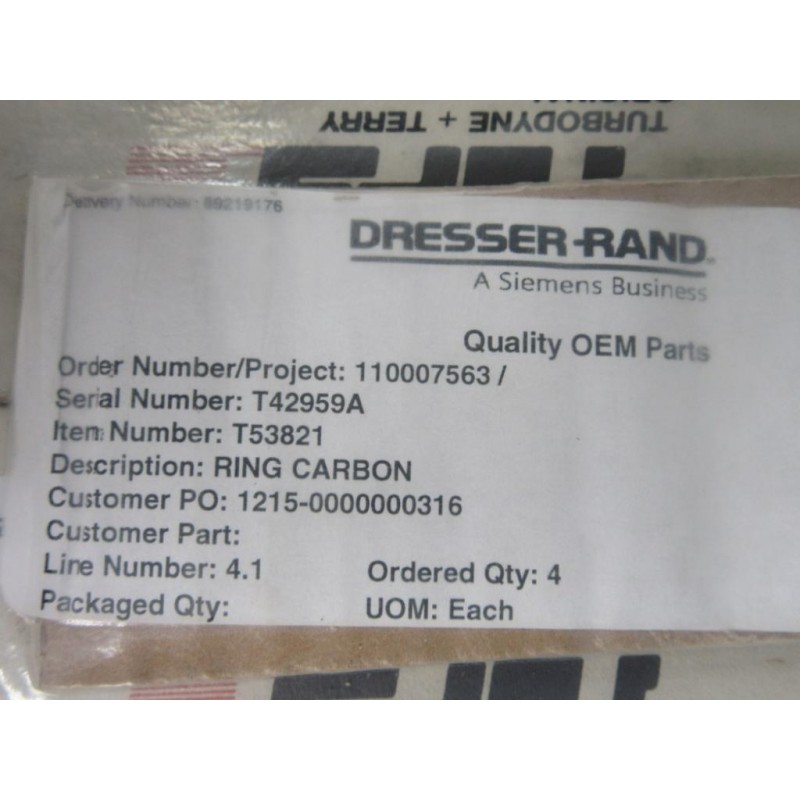 ORIGINAL
TURBODYNE + TERRY
Delivery Number: 89219176
DRESSER-RAND
A Siemens Business
Quality OEM Parts
Order Number/Project: 110007563 /
Serial Number: T42959A
Item Number: T53821
Description: RING CARBON
Customer PO: 1215-0000000316
Customer Part:
Line Number: 4.1 Ordered Qty: 4
Packaged Qty: UOM: Each